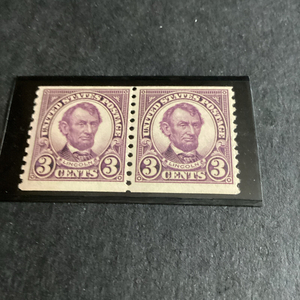 UNITED STATES POSTAGE
LINCOLN
3 CENTS 3
UNITED STATES POSTAGE
LINCOLN
3 CENTS 3